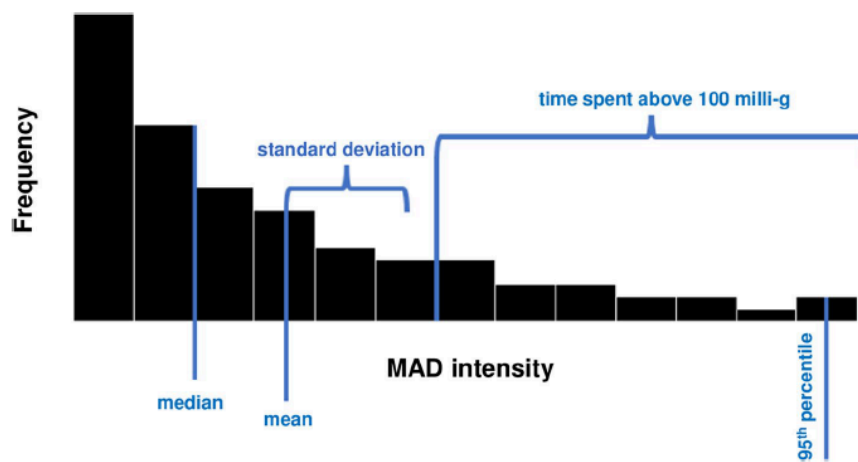 time spent above 100 milli-g
standard deviation
Frequency
MAD intensity
median
mean
95th percentile